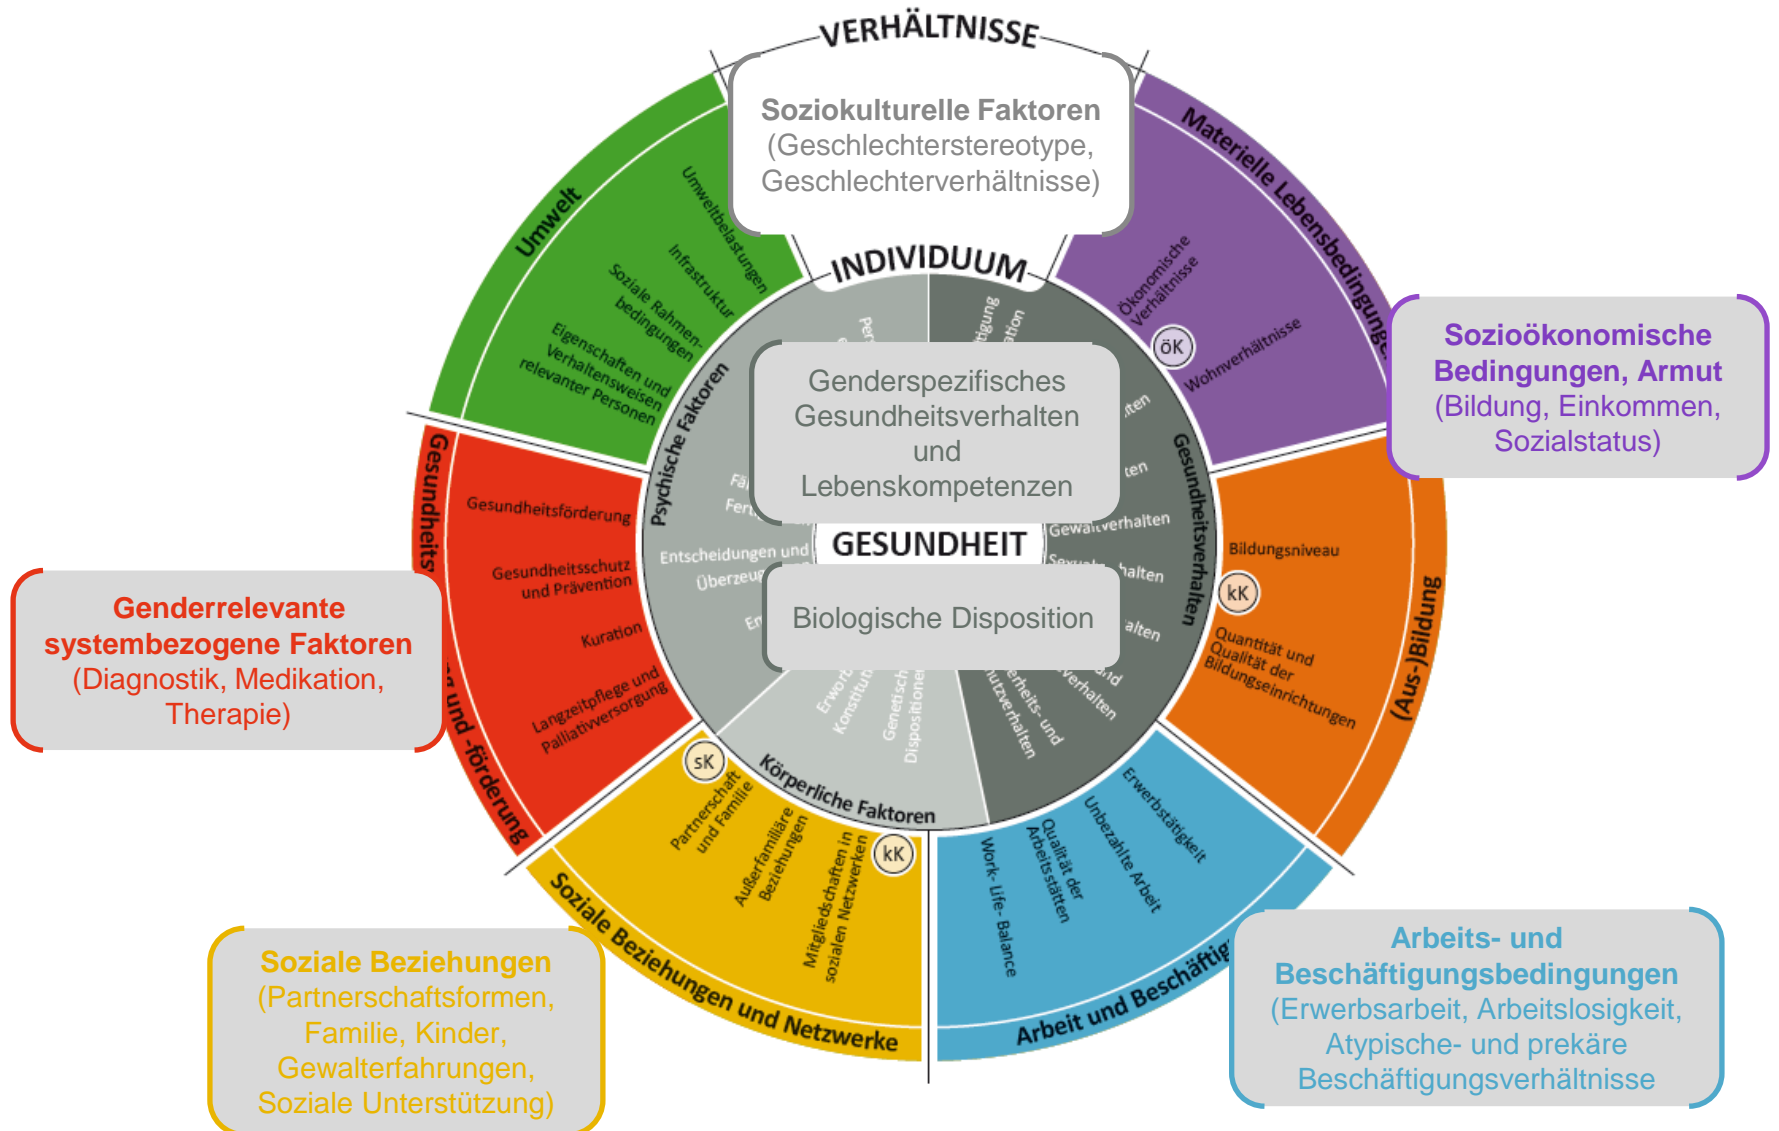 VERHÄLTNISSE
Soziokulturelle Faktoren
(Geschlechterstereotype,
Geschlechterverhältnisse)
INDIVIDUUM
Materielle Lebensbedingungen
Ökonomische
Verhältnisse
öK
Wohnverhältnisse
Sozioökonomische
Bedingungen, Armut
(Bildung, Einkommen,
Sozialstatus)
Umwelt
Umweltbelastungen
Infrastruktur
Soziale Rahmen-
bedingungen
Eigenschaften und
Verhaltensweisen
relevanter Personen
Psychische Faktoren
Entscheidungen und
Genderspezifisches
Gesundheitsverhalten
und
Lebenskompetenzen
GESUNDHEIT
Biologische Disposition
Gesundheitsverhalten
Gewaltverhalten
(Aus-)Bildung
Bildungsniveau
kK
Quantität und
Qualität der
Bildungseinrichtungen
Gesundheitsförderung
Gesundheitsschutz
und Prävention
Kuration
Langzeitpflege und
Palliativversorgung
und -förderung
Genderrelevante
systembezogene Faktoren
(Diagnostik, Medikation,
Therapie)
Körperliche Faktoren
sK
Partnerschaft
und Familie
Außerfamiliäre
Beziehungen
Mitgliedschaften in
sozialen Netzwerken
kK
Soziale Beziehungen und Netzwerke
Soziale Beziehungen
(Partnerschaftsformen,
Familie, Kinder,
Gewalterfahrungen,
Soziale Unterstützung)
Work- Life- Balance
Qualität der
Arbeitsstätten
Unbezahlte Arbeit
Erwerbstätigkeit
Arbeit und
Arbeits- und
Beschäftigungsbedingungen
(Erwerbsarbeit, Arbeitslosigkeit,
Atypische- und prekäre
Beschäftigungsverhältnisse